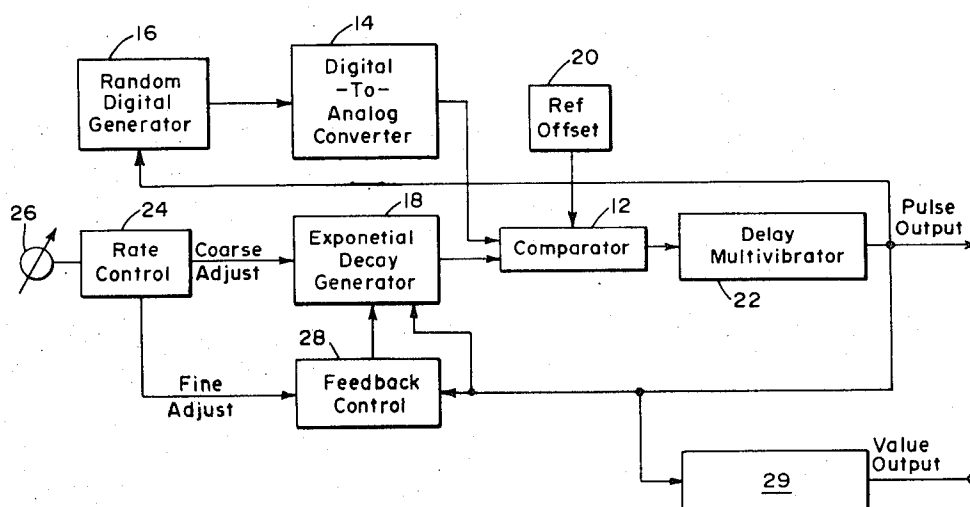 16
Random
Digital
Generator
14
Digital
-To-
Analog
Converter
20
Ref
Offset
26
24
Rate
Control
Coarse
Adjust
18
Exponetial
Decay
Generator
12
Comparator
Delay
Multivibrator
22
Pulse
Output
Fine
Adjust
28
Feedback
Control
29
Value
Output